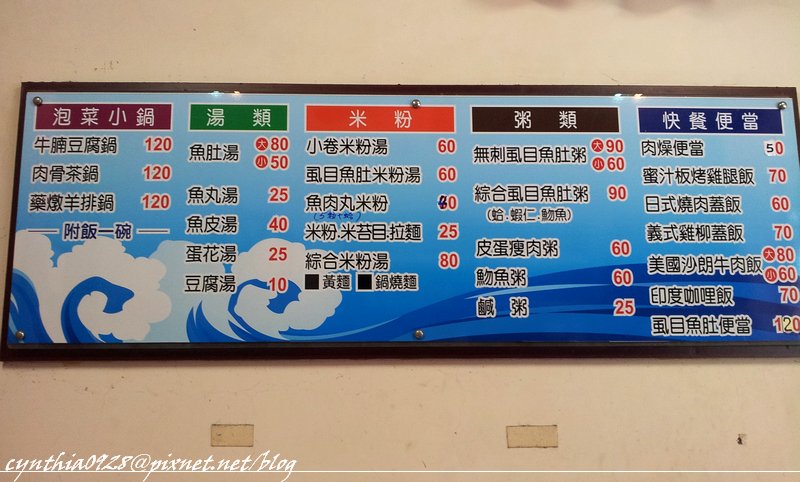 泡菜小鍋
牛腩豆腐鍋 120
肉骨茶鍋 120
藥燉羊排鍋 120
附飯一碗
湯類
魚肚湯 大80 小50
魚丸湯 25
魚皮湯 40
蛋花湯 25
豆腐湯 10
米粉
小卷米粉湯 60
虱目魚肚米粉湯 60
魚肉丸米粉
米粉.米苔目.拉麵 25
綜合米粉湯 80
黃麵 鍋燒麵
粥類
無刺虱目魚肚粥 大90 小60
綜合虱目魚肚粥 90
(蛤.蝦仁.魩魚)
皮蛋瘦肉粥 60
魩魚粥 60
鹹粥 25
快餐便當
肉燥便當 50
蜜汁板烤雞腿飯 70
日式燒肉蓋飯 60
義式雞柳蓋飯 70
美國沙朗牛肉飯 大80 小60
印度咖哩飯 70
虱目魚肚便當 120
cynthia0928@pixnet.net/blog